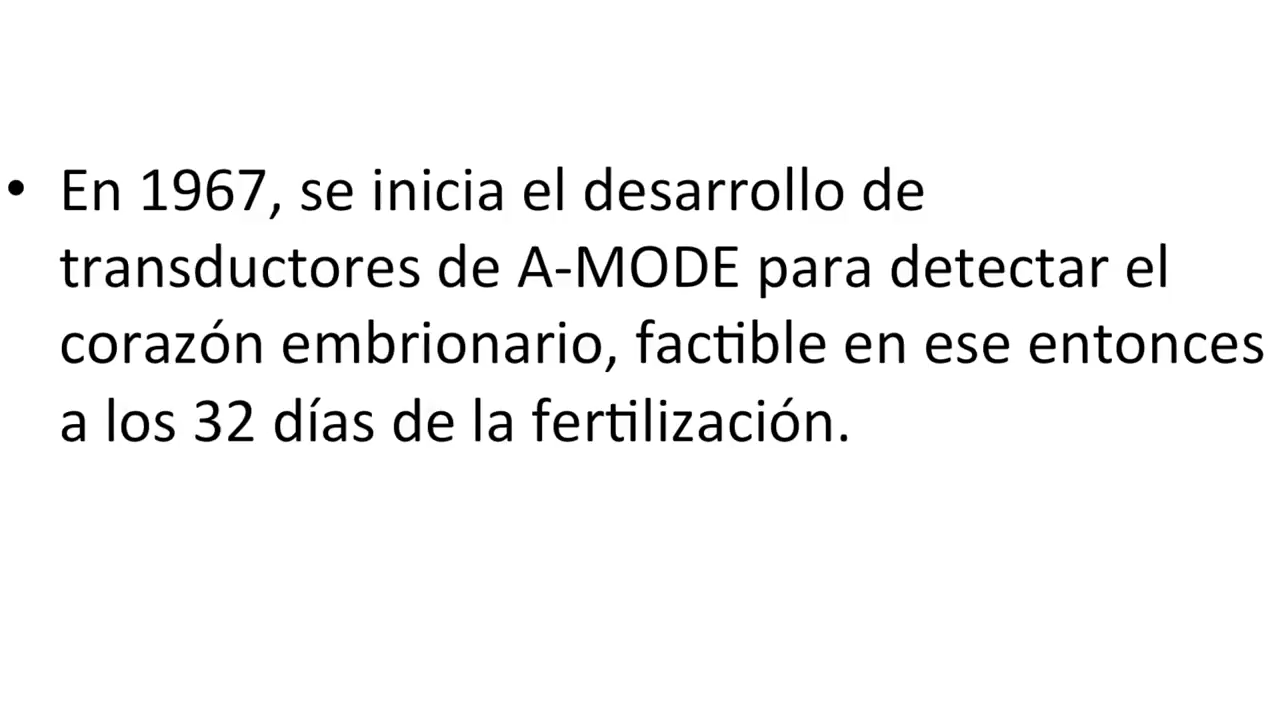 • En 1967, se inicia el desarrollo de
transductores de A-MODE para detectar el
corazón embrionario, factible en ese entonces
a los 32 días de la fertilización.